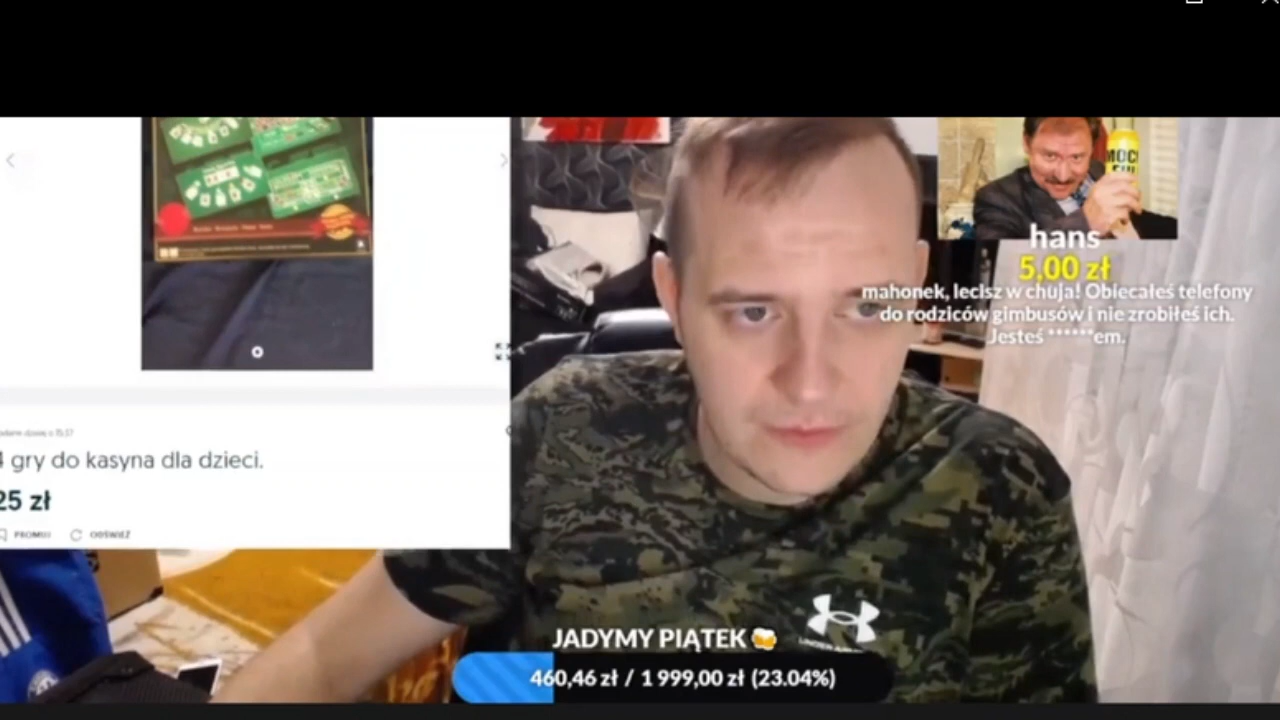 MOCY
hans
5,00 zł
mahonek, lecisz w chuja! Obiecałeś telefony
do rodziców gimbusów i nie zrobiłeś ich.
Jesteś ******em.
4 gry do kasyna dla dzieci.
25 zł
PROMUJ
ODŚWIEŻ
JADYMY PIĄTEK 🍻
460,46 zł / 1 999,00 zł (23.04%)